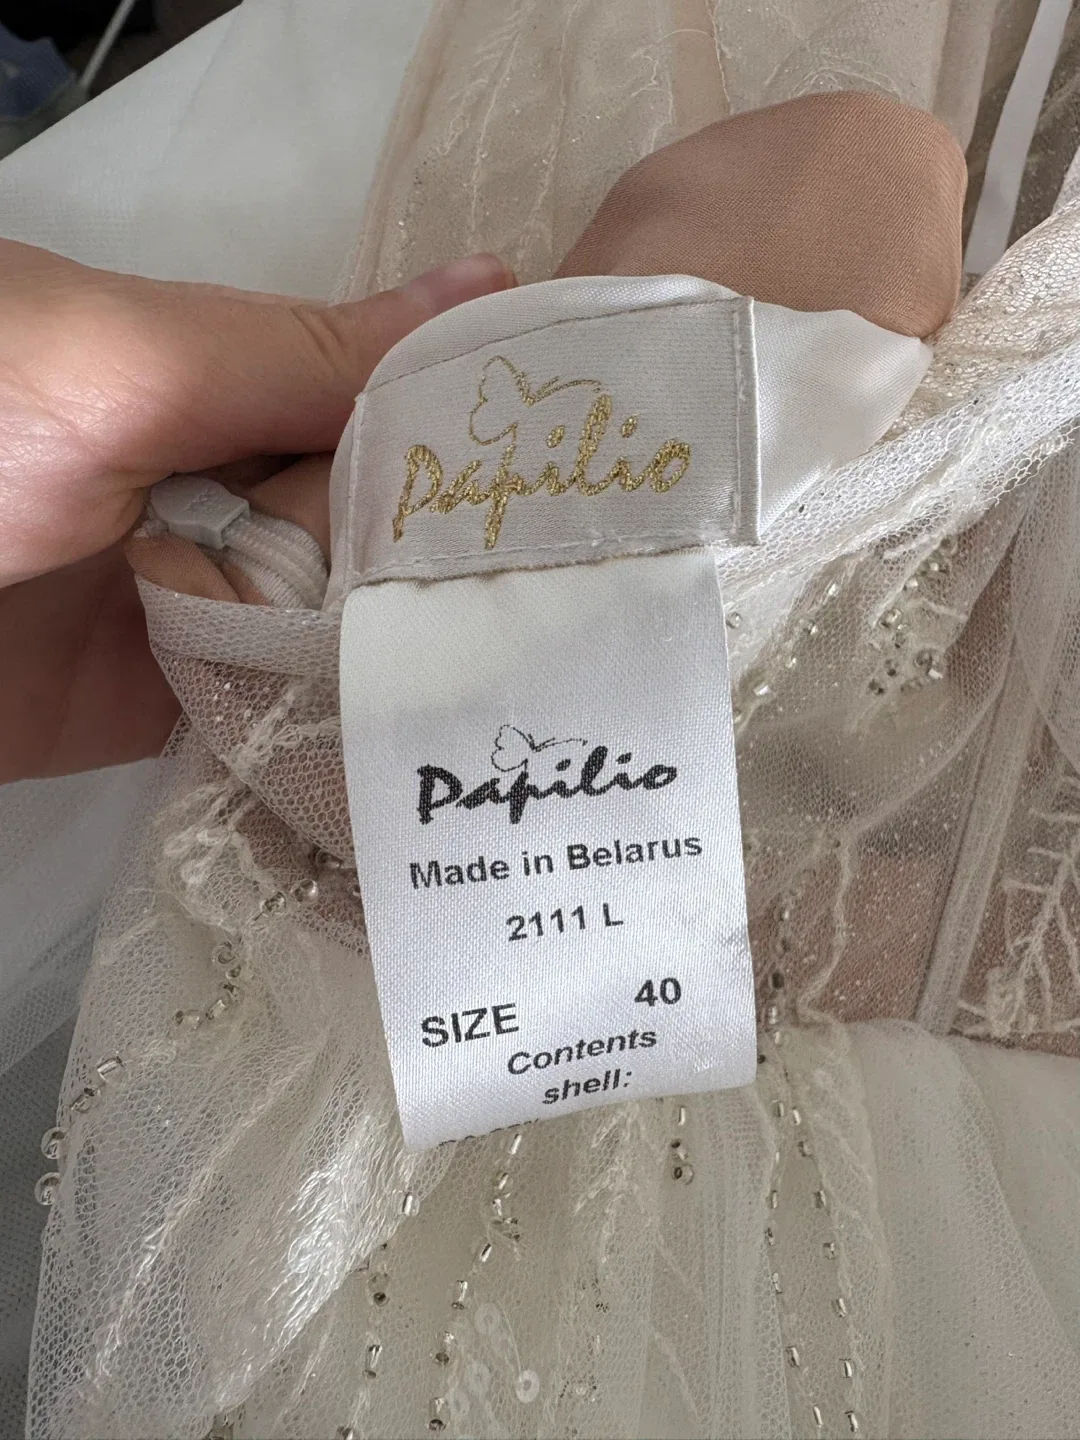 Papilio
Papilio
Made in Belarus
2111 L
SIZE 40
Contents
shell: